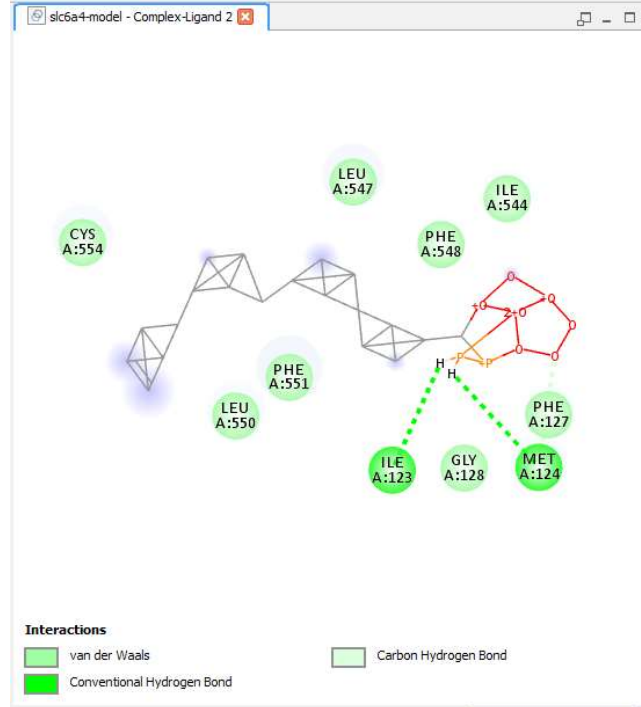 slc6a4-model - Complex-Ligand 2
LEU
A:547
ILE
A:544
CYS
A:554
PHE
A:548
O
+O
+O
2+O
O
O
O
H
P
+P
H
PHE
A:551
LEU
A:550
PHE
A:127
ILE
A:123
GLY
A:128
MET
A:124
Interactions
van der Waals
Carbon Hydrogen Bond
Conventional Hydrogen Bond